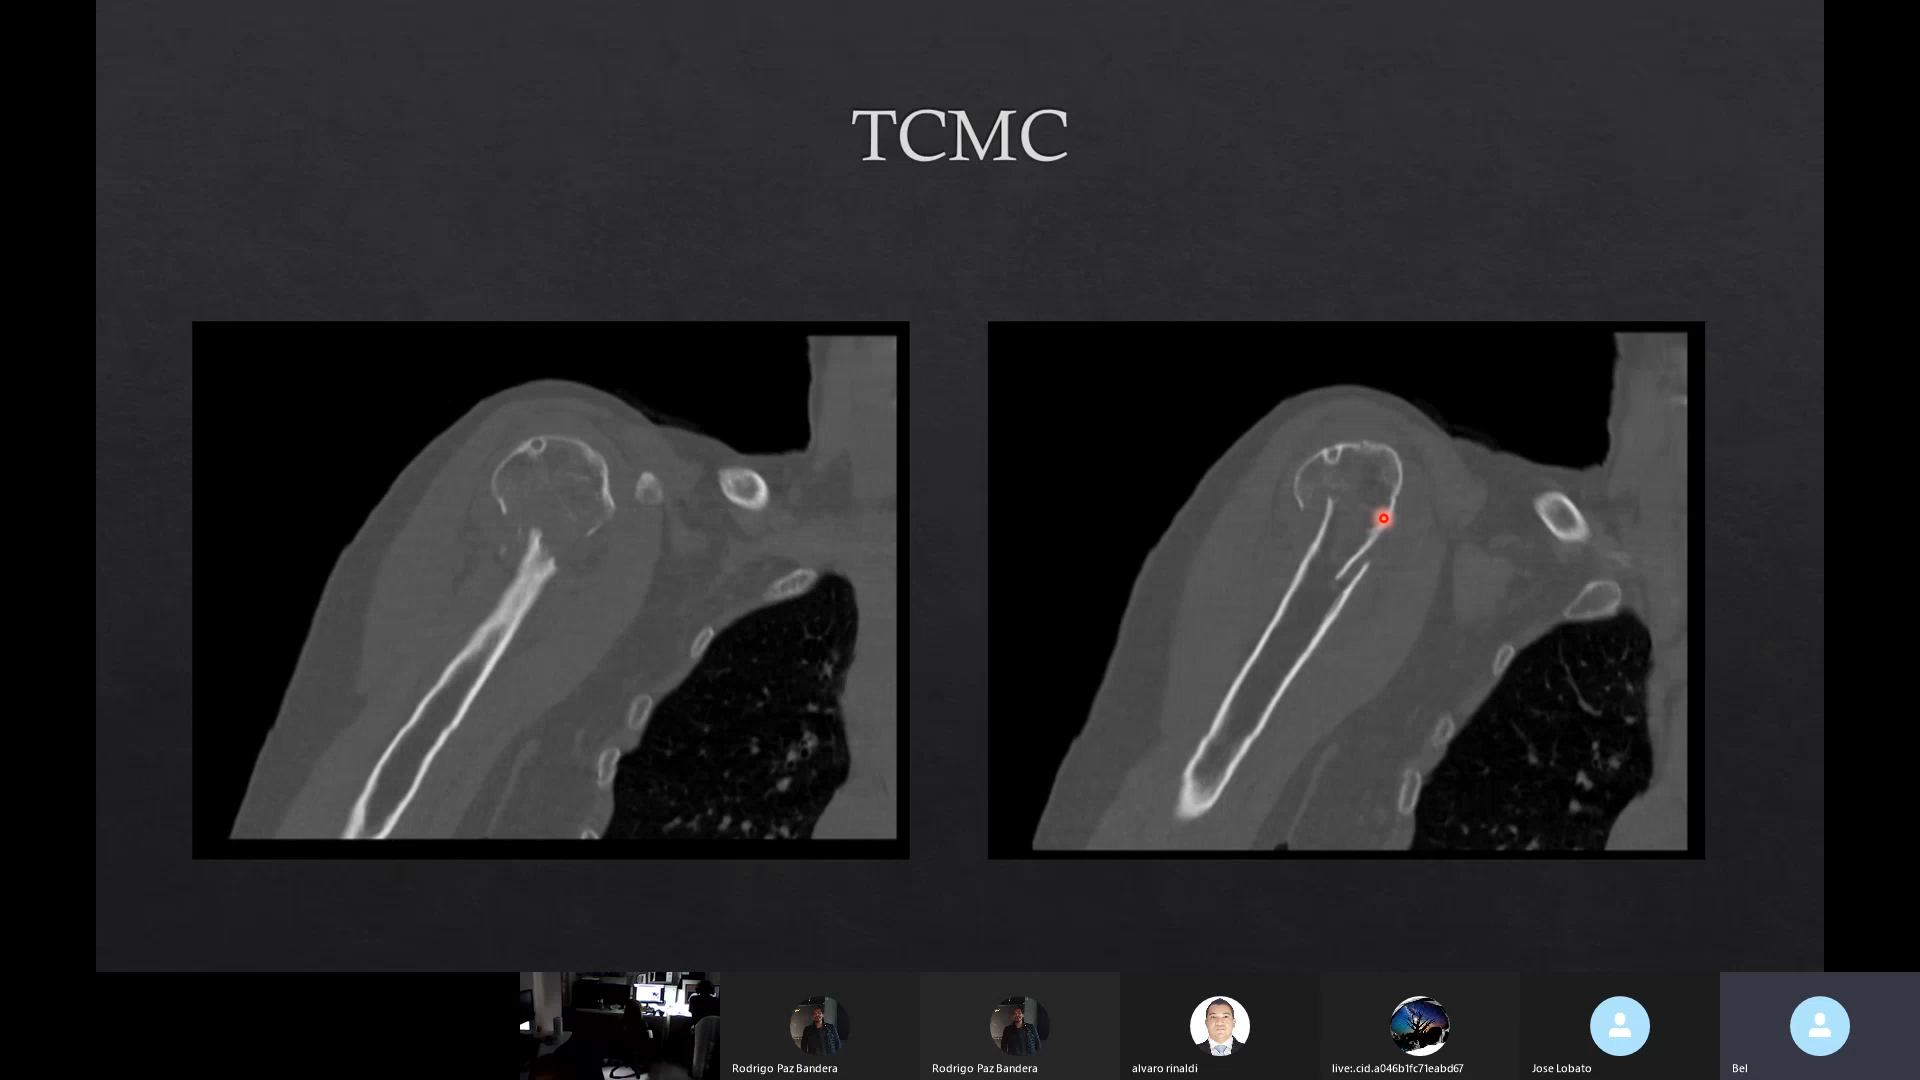 TCMC
Rodrigo Paz Bandera
Rodrigo Paz Bandera
alvaro rinaldi
live:.cid.a046b1fc71eabd67
Jose Lobato
Bel